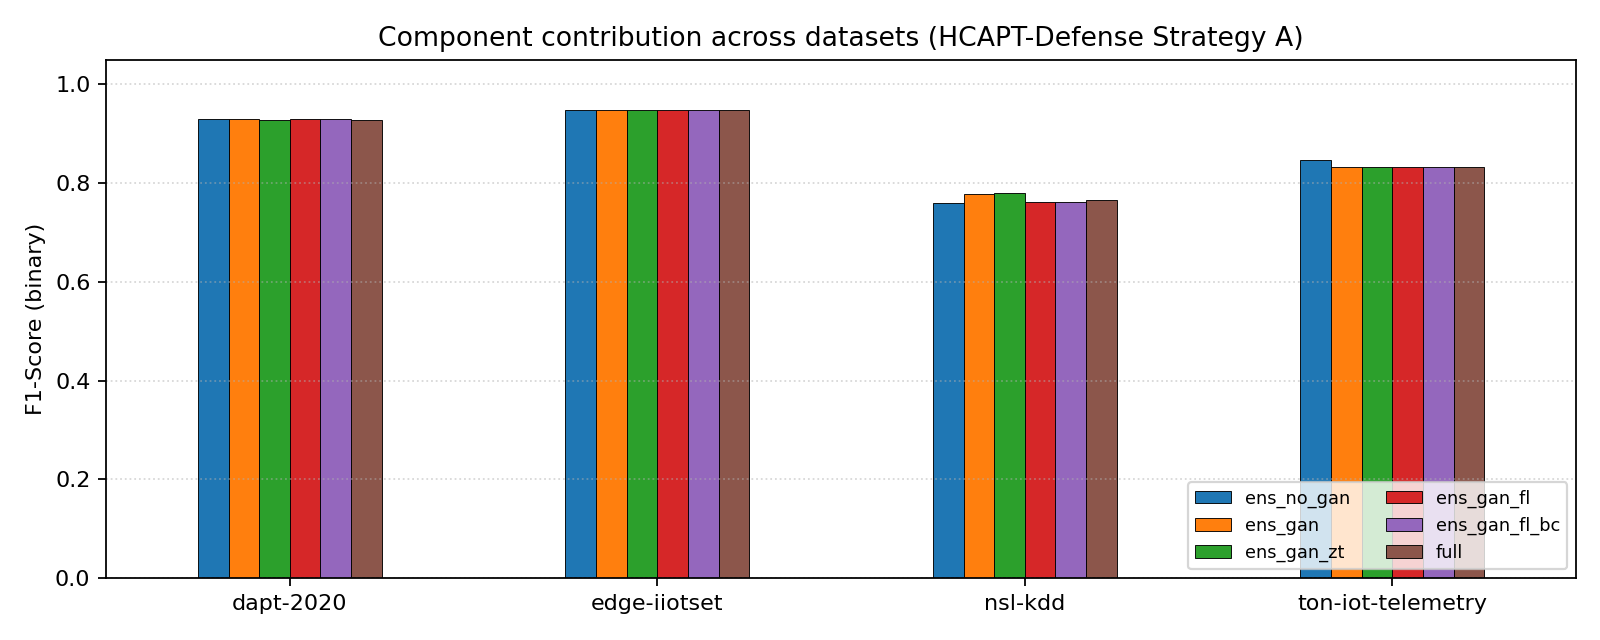 Component contribution across datasets (HCAPT-Defense Strategy A)
F1-Score (binary)
1.0
0.8
0.6
0.4
0.2
0.0
dapt-2020
edge-iiotset
nsl-kdd
ton-iot-telemetry
ens_no_gan
ens_gan
ens_gan_zt
ens_gan_fl
ens_gan_fl_bc
full